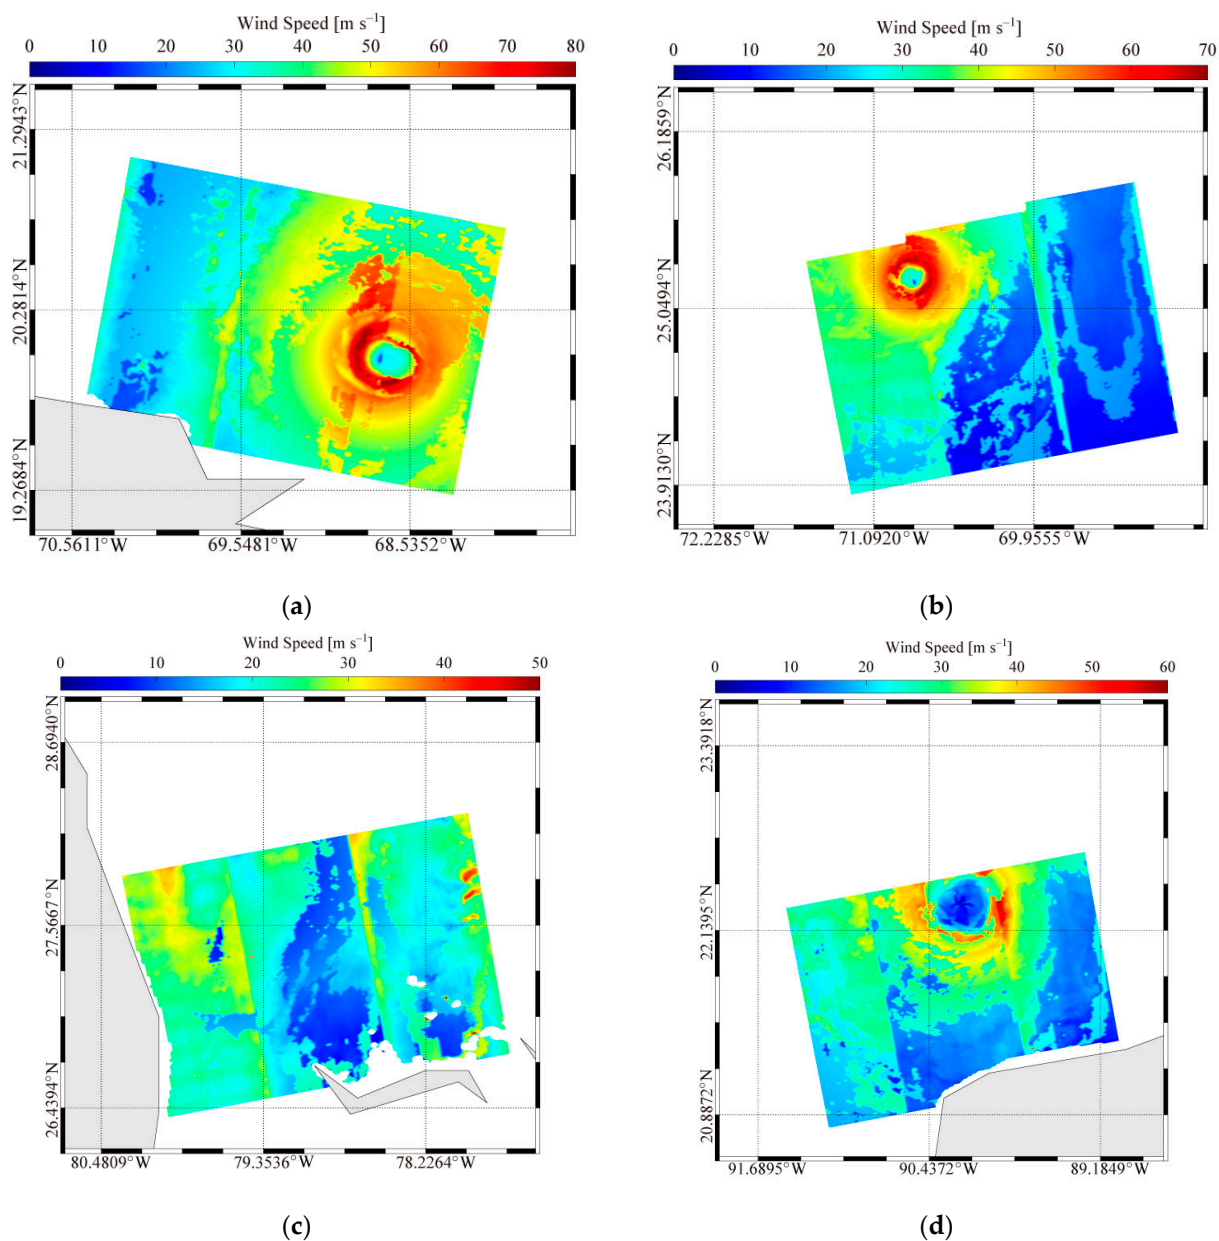 Wind Speed [m s⁻¹]
0 10 20 30 40 50 60 70 80
21.2943°N
20.2814°N
19.2684°N
70.5611°W 69.5481°W 68.5352°W
(a)
Wind Speed [m s⁻¹]
0 10 20 30 40 50 60 70
26.1859°N
25.0494°N
23.9130°N
72.2285°W 71.0920°W 69.9555°W
(b)
Wind Speed [m s⁻¹]
0 10 20 30 40 50
28.6940°N
27.5667°N
26.4394°N
80.4809°W 79.3536°W 78.2264°W
(c)
Wind Speed [m s⁻¹]
0 10 20 30 40 50 60
23.3918°N
22.1395°N
20.8872°N
91.6895°W 90.4372°W 89.1849°W
(d)